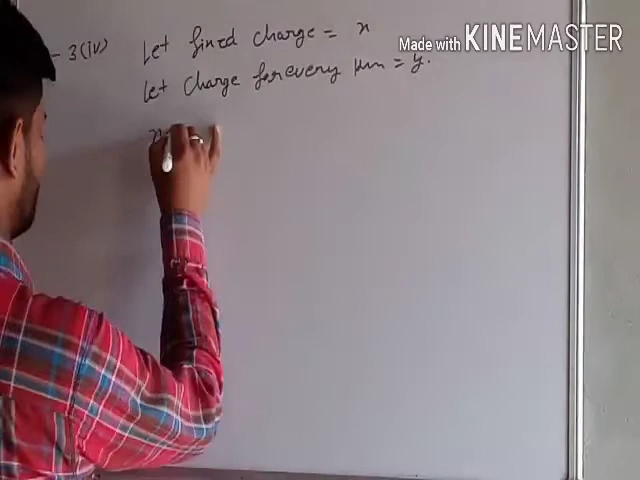 Made with KINEMASTER
- 3(iv) Let fixed charge = x
Let charge for every km = y.
x